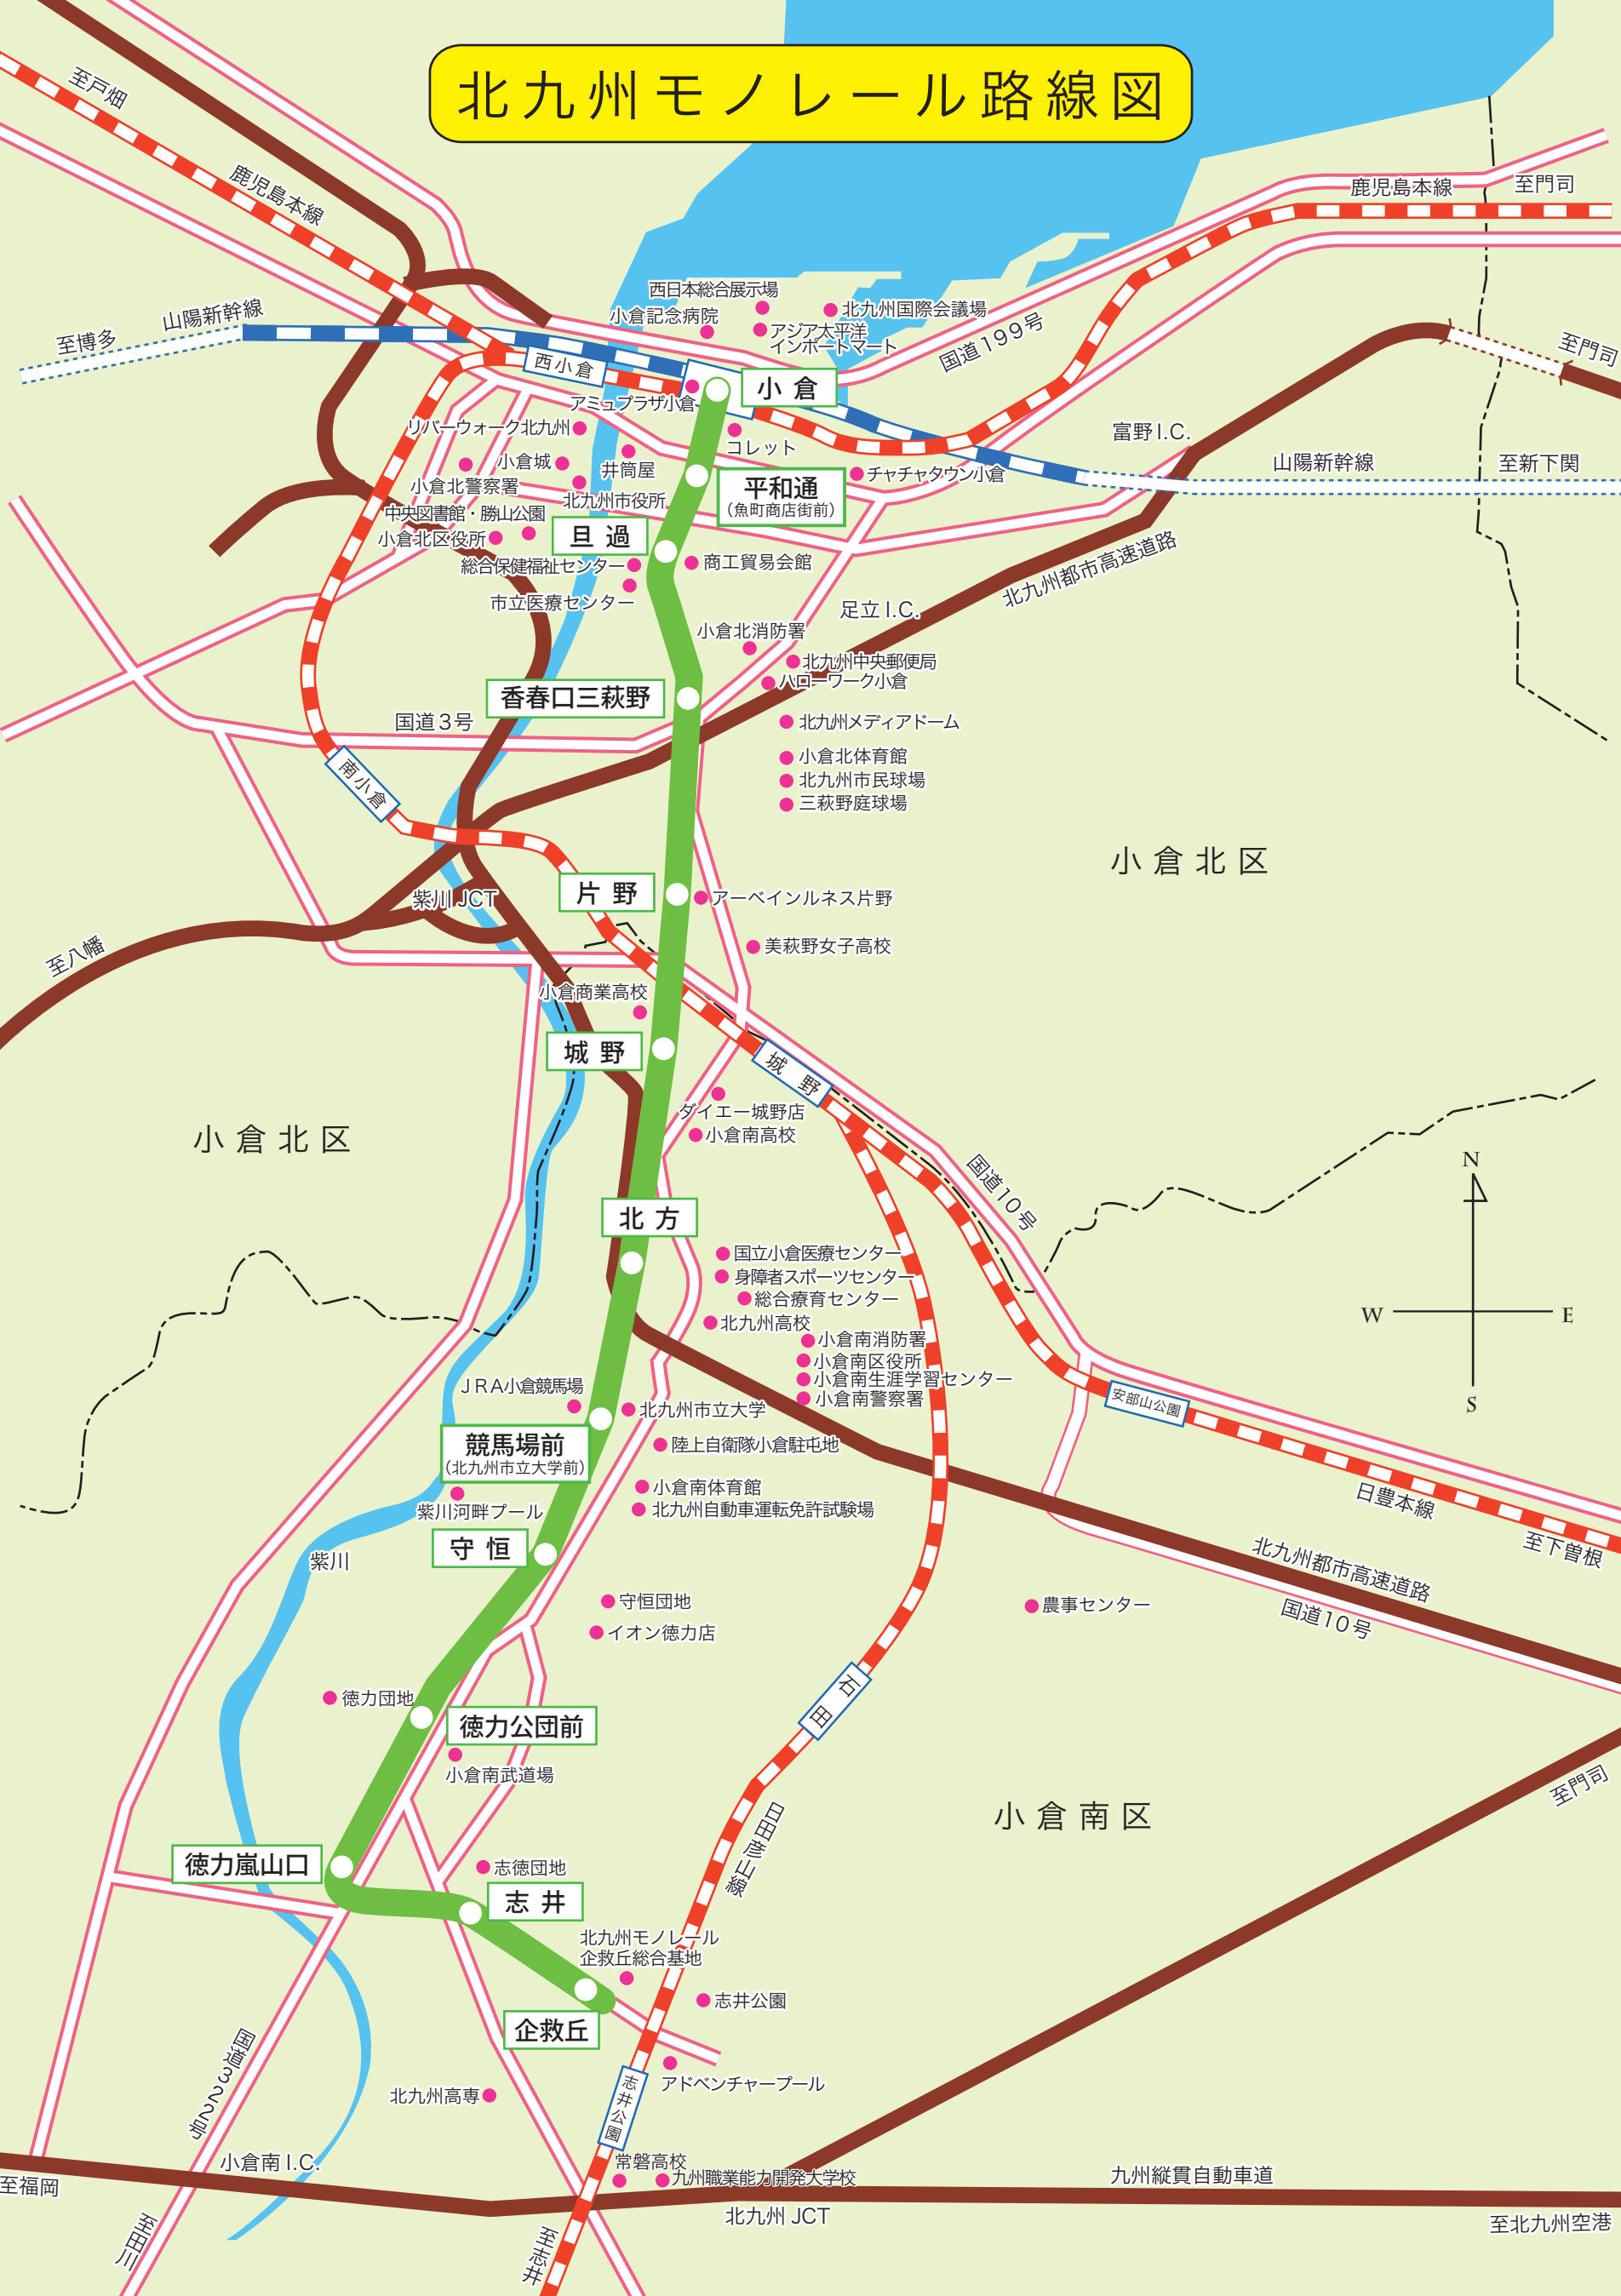 北九州モノレール路線図
至戸畑
鹿児島本線
鹿児島本線
至門司
西日本総合展示場
小倉記念病院
北九州国際会議場
アジア太平洋
インポートマート
山陽新幹線
至博多
国道199号
至門司
西小倉
小倉
アミュプラザ小倉
リバーウォーク北九州
コレット
富野 I.C.
小倉城
井筒屋
チャチャタウン小倉
山陽新幹線
至新下関
小倉北警察署
北九州市役所
平和通
(魚町商店街前)
中央図書館・勝山公園
小倉北区役所
旦過
商工貿易会館
北九州都市高速道路
総合保健福祉センター
市立医療センター
足立 I.C.
小倉北消防署
北九州中央郵便局
ハローワーク小倉
香春口三萩野
国道3号
北九州メディアドーム
小倉北体育館
北九州市民球場
三萩野庭球場
南小倉
小倉北区
紫川 JCT
片野
アーベインルネス片野
美萩野女子高校
至八幡
小倉商業高校
城野
城野
ダイエー城野店
小倉南高校
小倉北区
国道10号
N
W
E
S
北方
国立小倉医療センター
身障者スポーツセンター
総合療育センター
北九州高校
小倉南消防署
小倉南区役所
小倉南生涯学習センター
小倉南警察署
JRA小倉競馬場
北九州市立大学
安部山公園
競馬場前
(北九州市立大学前)
陸上自衛隊小倉駐屯地
小倉南体育館
北九州自動車運転免許試験場
紫川河畔プール
日豊本線
至下曽根
守恒
紫川
北九州都市高速道路
国道10号
守恒団地
イオン徳力店
農事センター
徳力団地
石田
徳力公団前
小倉南武道場
至門司
日田彦山線
小倉南区
徳力嵐山口
志徳団地
志井
北九州モノレール
企救丘総合基地
志井公園
企救丘
国道322号
アドベンチャープール
北九州高専
志井公園
小倉南 I.C.
常磐高校
九州職業能力開発大学校
九州縦貫自動車道
至福岡
北九州 JCT
至北九州空港
至田川
至志井